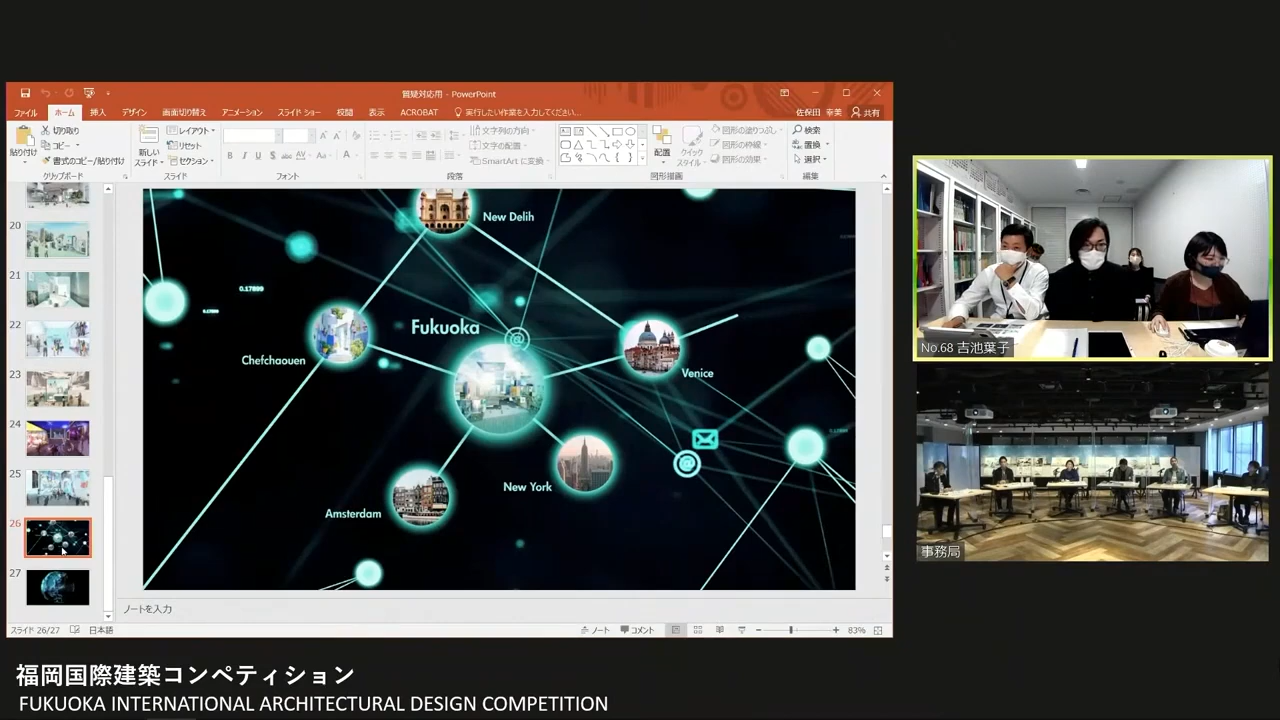 質疑対応用 - PowerPoint
ファイル ホーム 挿入 デザイン 画面切り替え アニメーション スライド ショー 校閲 表示 ACROBAT 実行したい作業を入力してください... 佐保田 幸美 共有
貼り付け
切り取り
コピー
書式のコピー/貼り付け
クリップボード
新しい
スライド
レイアウト
リセット
セクション
スライド
フォント
文字列の方向
文字の配置
SmartArt に変換
段落
配置
クイック
スタイル
図形の塗りつぶし
図形の枠線
図形の効果
図形描画
検索
置換
選択
編集
20
21
22
23
24
25
26
27
New Delih
0.17899
Fukuoka
Chefchaouen
Venice
New York
Amsterdam
ノートを入力
スライド 26/27 日本語 ノート コメント 83%
No.68 吉池葉子
事務局
福岡国際建築コンペティション
FUKUOKA INTERNATIONAL ARCHITECTURAL DESIGN COMPETITION